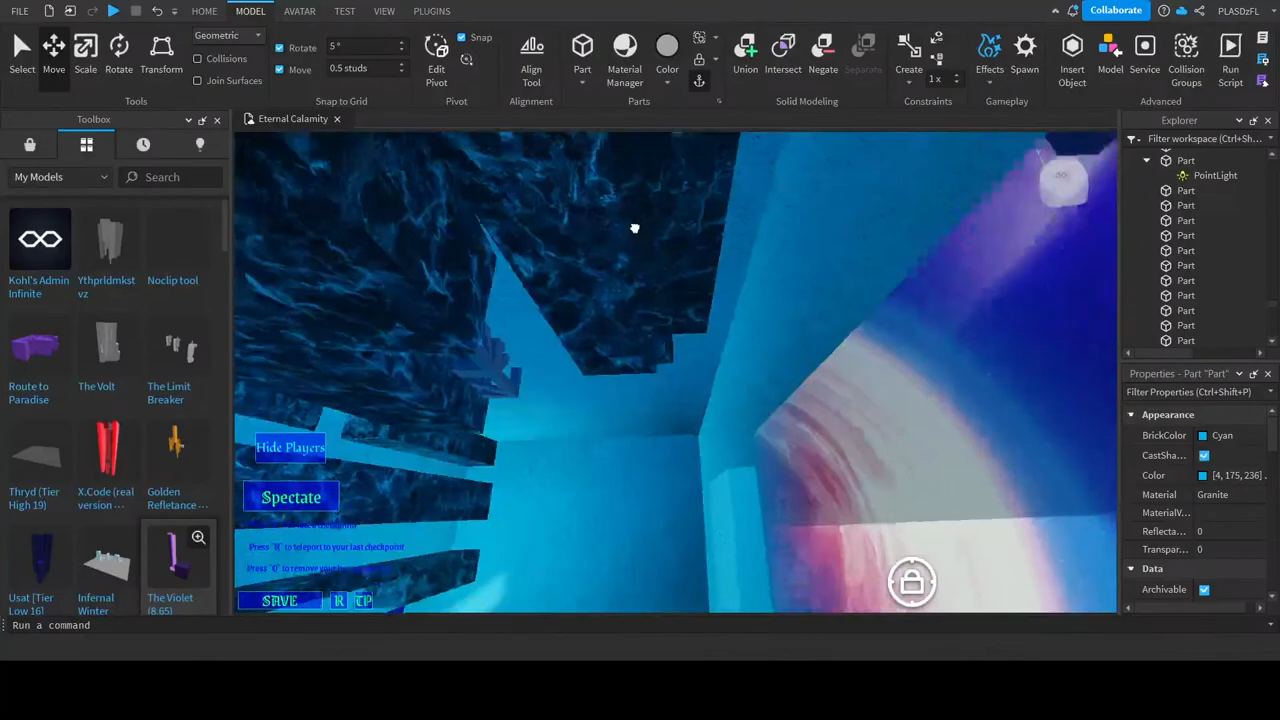 FILE
HOME
MODEL
AVATAR
TEST
VIEW
PLUGINS
Collaborate
PLASDzFL
Select
Move
Scale
Rotate
Transform
Geometric
Collisions
Join Surfaces
Tools
Rotate
5 °
Move
0.5 studs
Snap to Grid
Edit
Pivot
Snap
Pivot
Align
Tool
Alignment
Part
Material
Manager
Color
Parts
Union
Intersect
Negate
Separate
Solid Modeling
Create
1 x
Constraints
Effects
Spawn
Gameplay
Insert
Object
Model
Service
Collision
Groups
Run
Script
Advanced
Toolbox
My Models
Search
Kohl's Admin
Infinite
Ythprldmkst
vz
Noclip tool
Route to
Paradise
The Volt
The Limit
Breaker
Thryd (Tier
High 19)
X.Code (real
version ...
Golden
Refletance ...
Usat [Tier
Low 16]
Infernal
Winter
The Violet
(8.65)
Eternal Calamity
Hide Players
Spectate
Press "R" to teleport to your last checkpoint
SAVE
R
TP
Explorer
Filter workspace (Ctrl+Sh...
Part
PointLight
Part
Part
Part
Part
Part
Part
Part
Part
Part
Part
Part
Properties - Part "Part"
Filter Properties (Ctrl+Shift+P)
Appearance
BrickColor
Cyan
CastSha...
Color
[4, 175, 236]
Material
Granite
MaterialV...
Reflecta...
0
Transpar...
0
Data
Archivable
Run a command